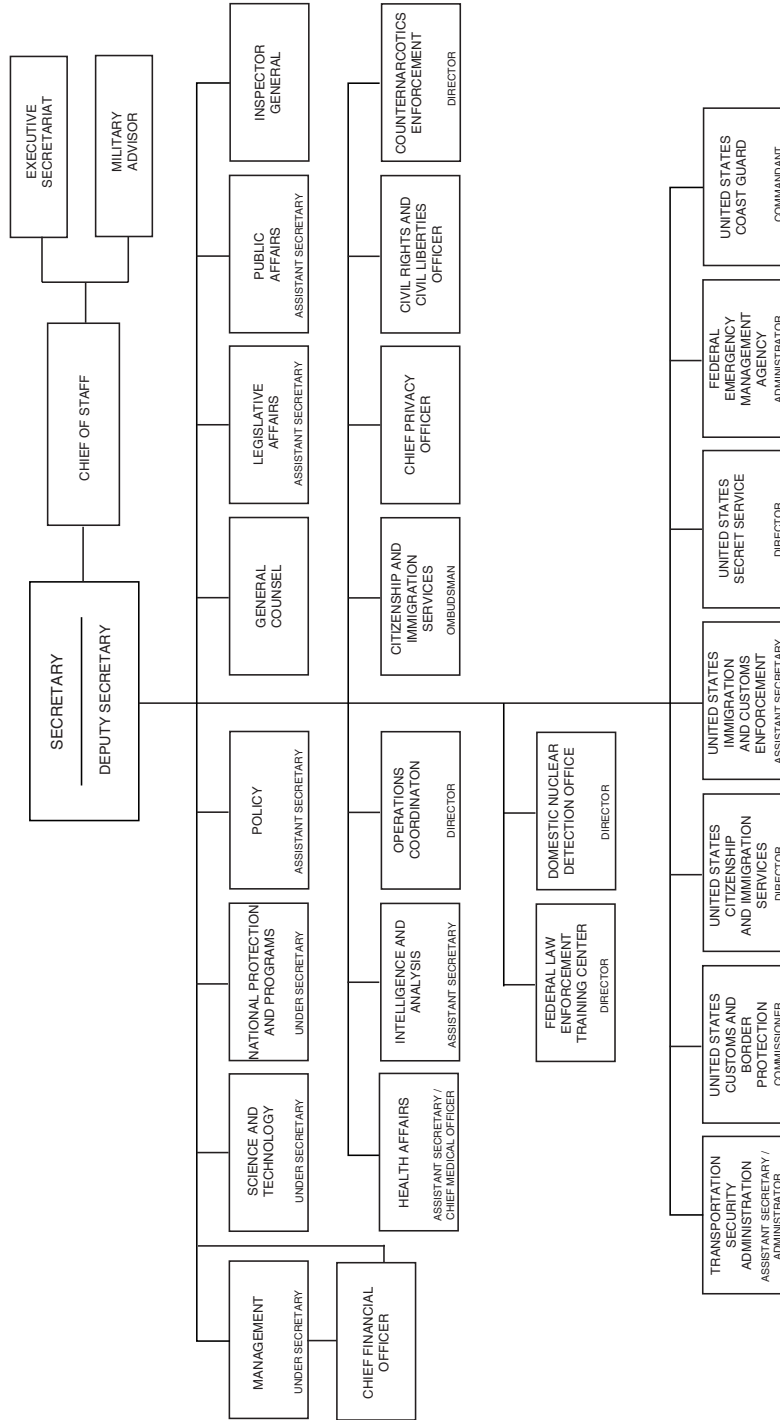 EXECUTIVE
SECRETARIAT
MILITARY
ADVISOR
CHIEF OF STAFF
SECRETARY
DEPUTY SECRETARY
MANAGEMENT
UNDER SECRETARY
SCIENCE AND
TECHNOLOGY
UNDER SECRETARY
NATIONAL PROTECTION
AND PROGRAMS
UNDER SECRETARY
POLICY
ASSISTANT SECRETARY
GENERAL
COUNSEL
LEGISLATIVE
AFFAIRS
ASSISTANT SECRETARY
PUBLIC
AFFAIRS
ASSISTANT SECRETARY
INSPECTOR
GENERAL
CHIEF FINANCIAL
OFFICER
HEALTH AFFAIRS
ASSISTANT SECRETARY /
CHIEF MEDICAL OFFICER
INTELLIGENCE AND
ANALYSIS
ASSISTANT SECRETARY
OPERATIONS
COORDINATON
DIRECTOR
CITIZENSHIP AND
IMMIGRATION
SERVICES
OMBUDSMAN
CHIEF PRIVACY
OFFICER
CIVIL RIGHTS AND
CIVIL LIBERTIES
OFFICER
COUNTERNARCOTICS
ENFORCEMENT
DIRECTOR
FEDERAL LAW
ENFORCEMENT
TRAINING CENTER
DIRECTOR
DOMESTIC NUCLEAR
DETECTION OFFICE
DIRECTOR
TRANSPORTATION
SECURITY
ADMINISTRATION
ASSISTANT SECRETARY /
ADMINISTRATOR
UNITED STATES
CUSTOMS AND
BORDER
PROTECTION
COMMISSIONER
UNITED STATES
CITIZENSHIP
AND IMMIGRATION
SERVICES
DIRECTOR
UNITED STATES
IMMIGRATION
AND CUSTOMS
ENFORCEMENT
ASSISTANT SECRETARY
UNITED STATES
SECRET SERVICE
DIRECTOR
FEDERAL
EMERGENCY
MANAGEMENT
AGENCY
ADMINISTRATOR
UNITED STATES
COAST GUARD
COMMANDANT